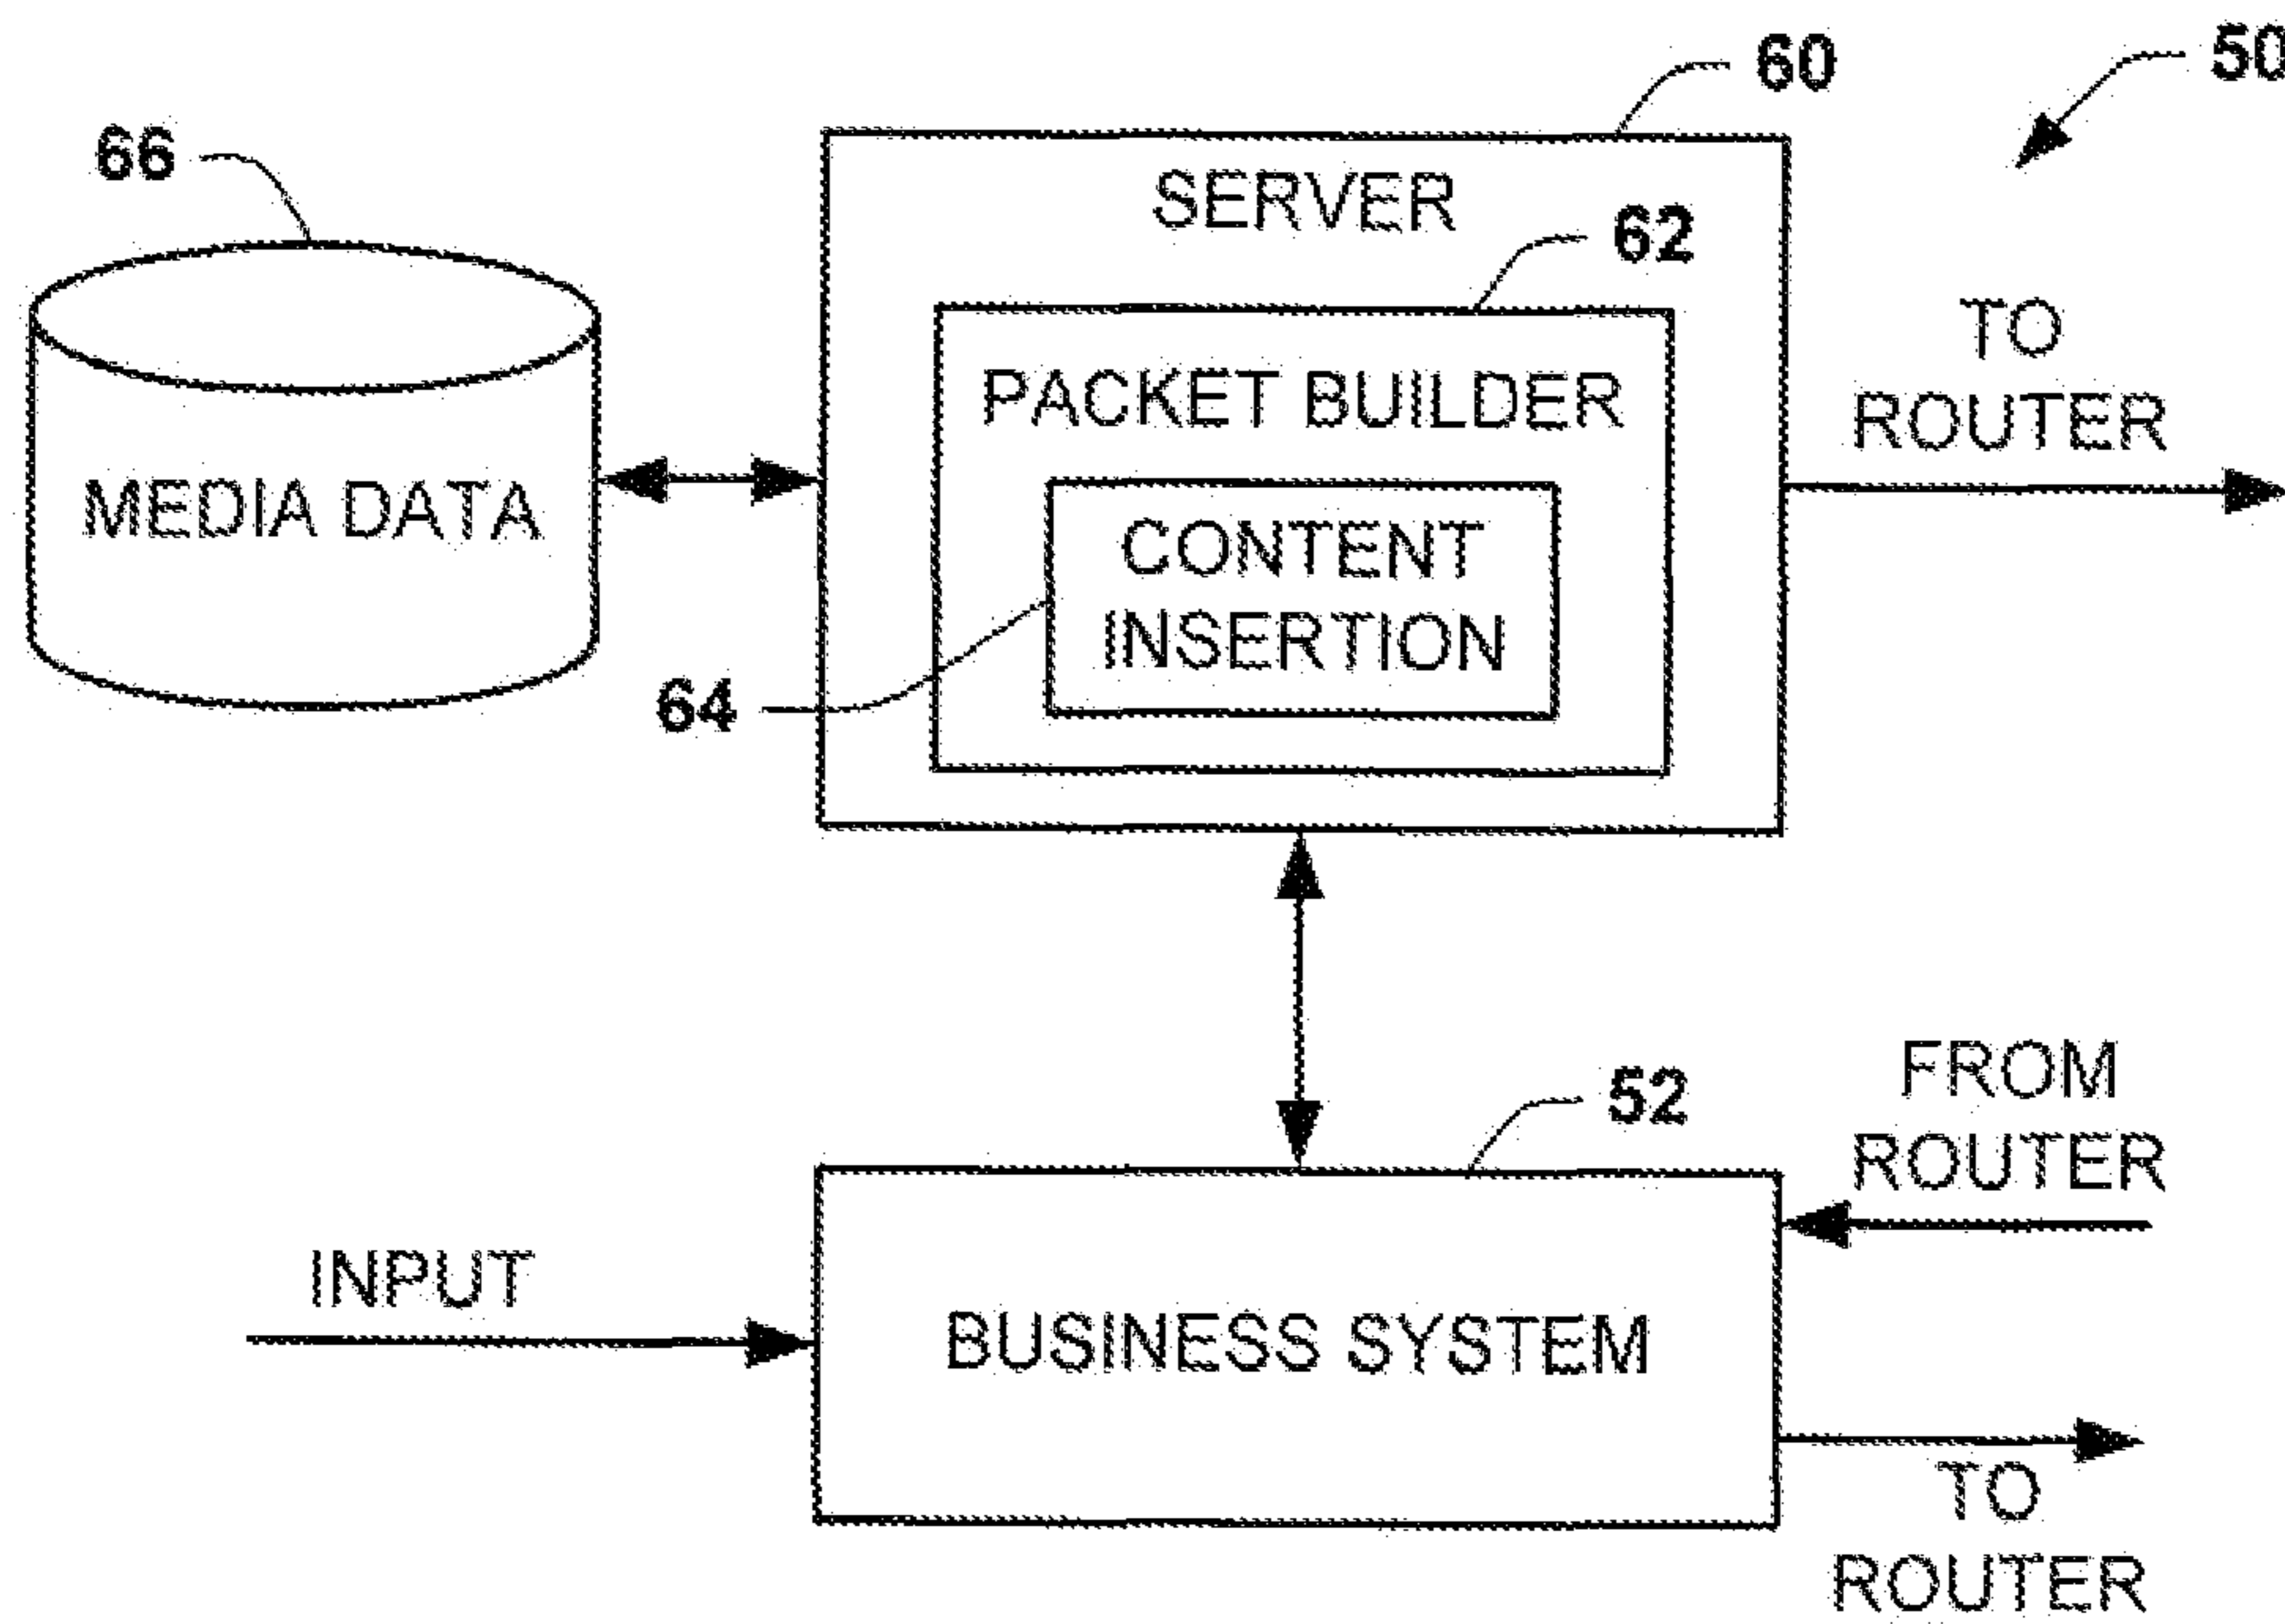 60
50
66
SERVER
62
TO
ROUTER
PACKET BUILDER
MEDIA DATA
CONTENT
INSERTION
64
FROM
ROUTER
52
INPUT
BUSINESS SYSTEM
TO
ROUTER